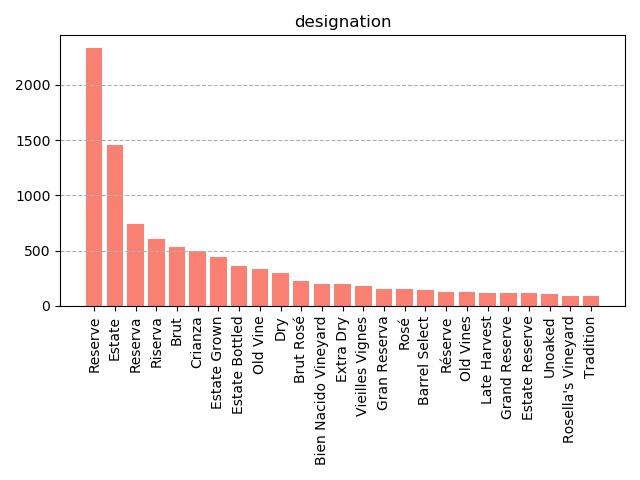 designation
2000
1500
1000
500
0
Reserve
Estate
Reserva
Riserva
Brut
Crianza
Estate Grown
Estate Bottled
Old Vine
Dry
Brut Rosé
Bien Nacido Vineyard
Extra Dry
Vieilles Vignes
Gran Reserva
Rosé
Barrel Select
Réserve
Old Vines
Late Harvest
Grand Reserve
Estate Reserve
Unoaked
Rosella's Vineyard
Tradition